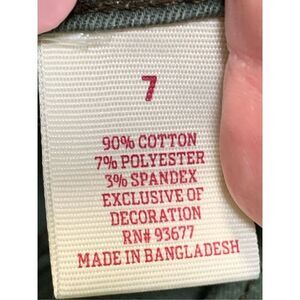 7
90% COTTON
7% POLYESTER
3% SPANDEX
EXCLUSIVE OF
DECORATION
RN# 93677
MADE IN BANGLADESH